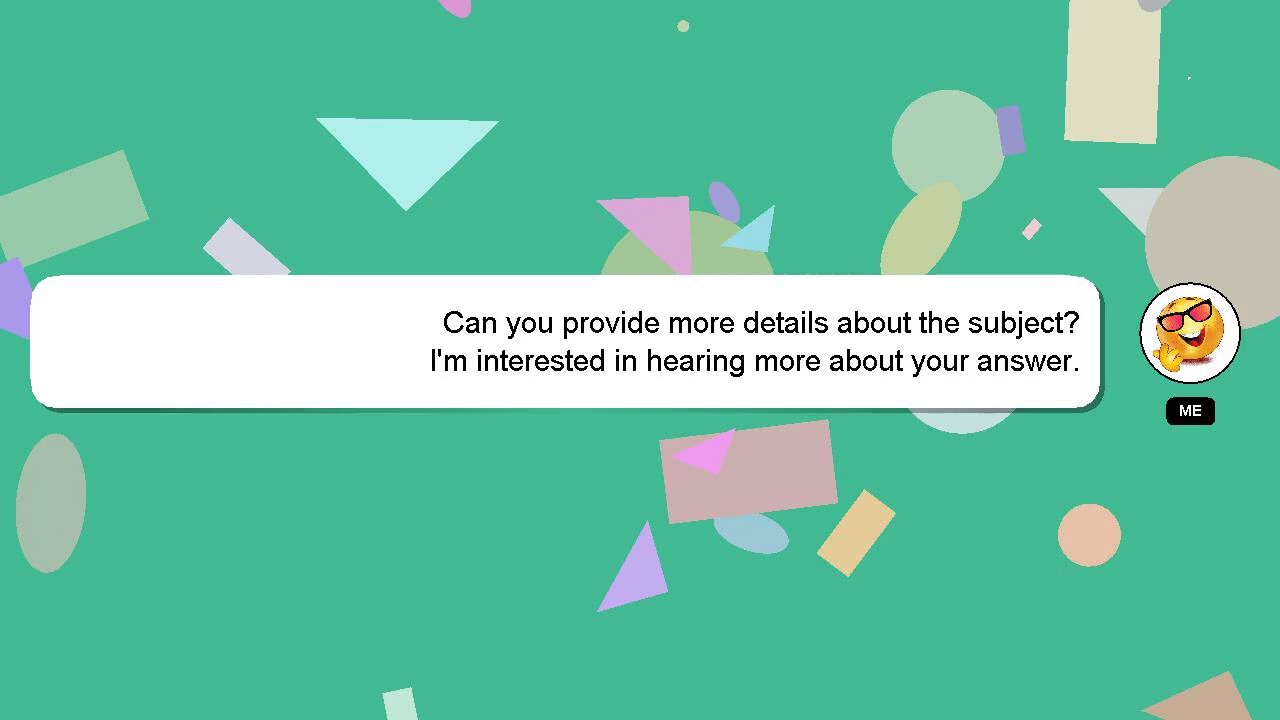 Can you provide more details about the subject?
I'm interested in hearing more about your answer.
ME